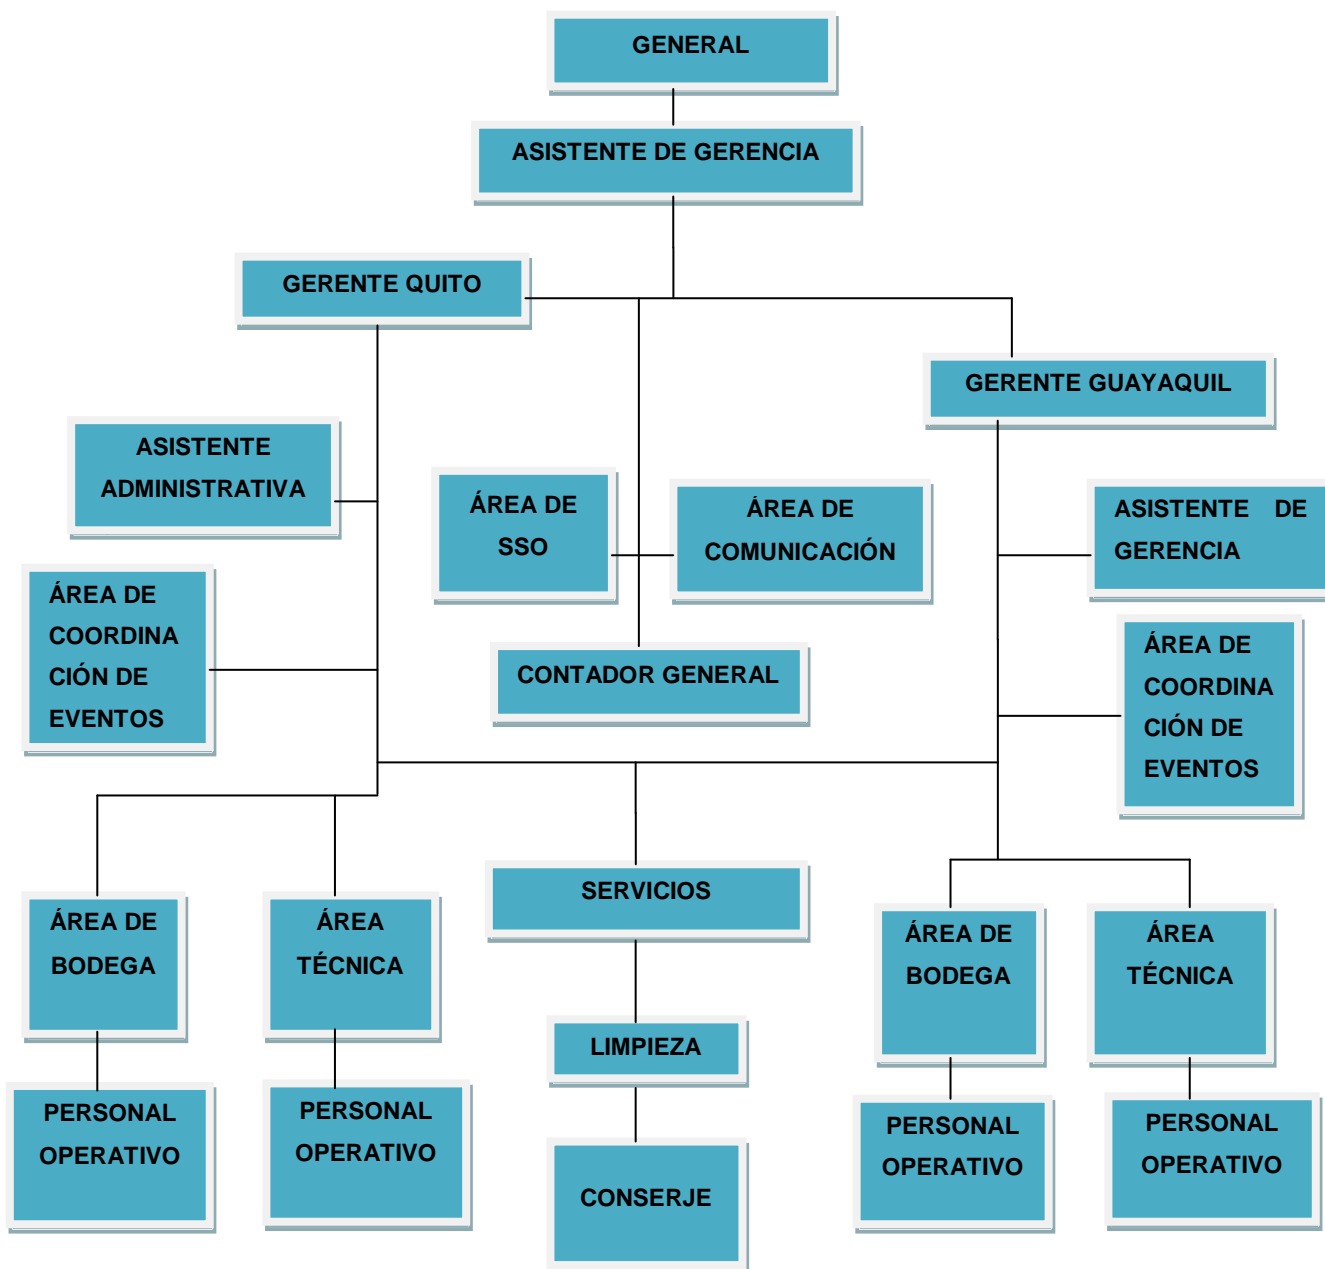 GENERAL
ASISTENTE DE GERENCIA
GERENTE QUITO
GERENTE GUAYAQUIL
ASISTENTE
ADMINISTRATIVA
ÁREA DE
SSO
ÁREA DE
COMUNICACIÓN
ASISTENTE DE
GERENCIA
ÁREA DE
COORDINA
CIÓN DE
EVENTOS
CONTADOR GENERAL
ÁREA DE
COORDINA
CIÓN DE
EVENTOS
ÁREA DE
BODEGA
ÁREA
TÉCNICA
SERVICIOS
ÁREA DE
BODEGA
ÁREA
TÉCNICA
LIMPIEZA
PERSONAL
OPERATIVO
PERSONAL
OPERATIVO
CONSERJE
PERSONAL
OPERATIVO
PERSONAL
OPERATIVO